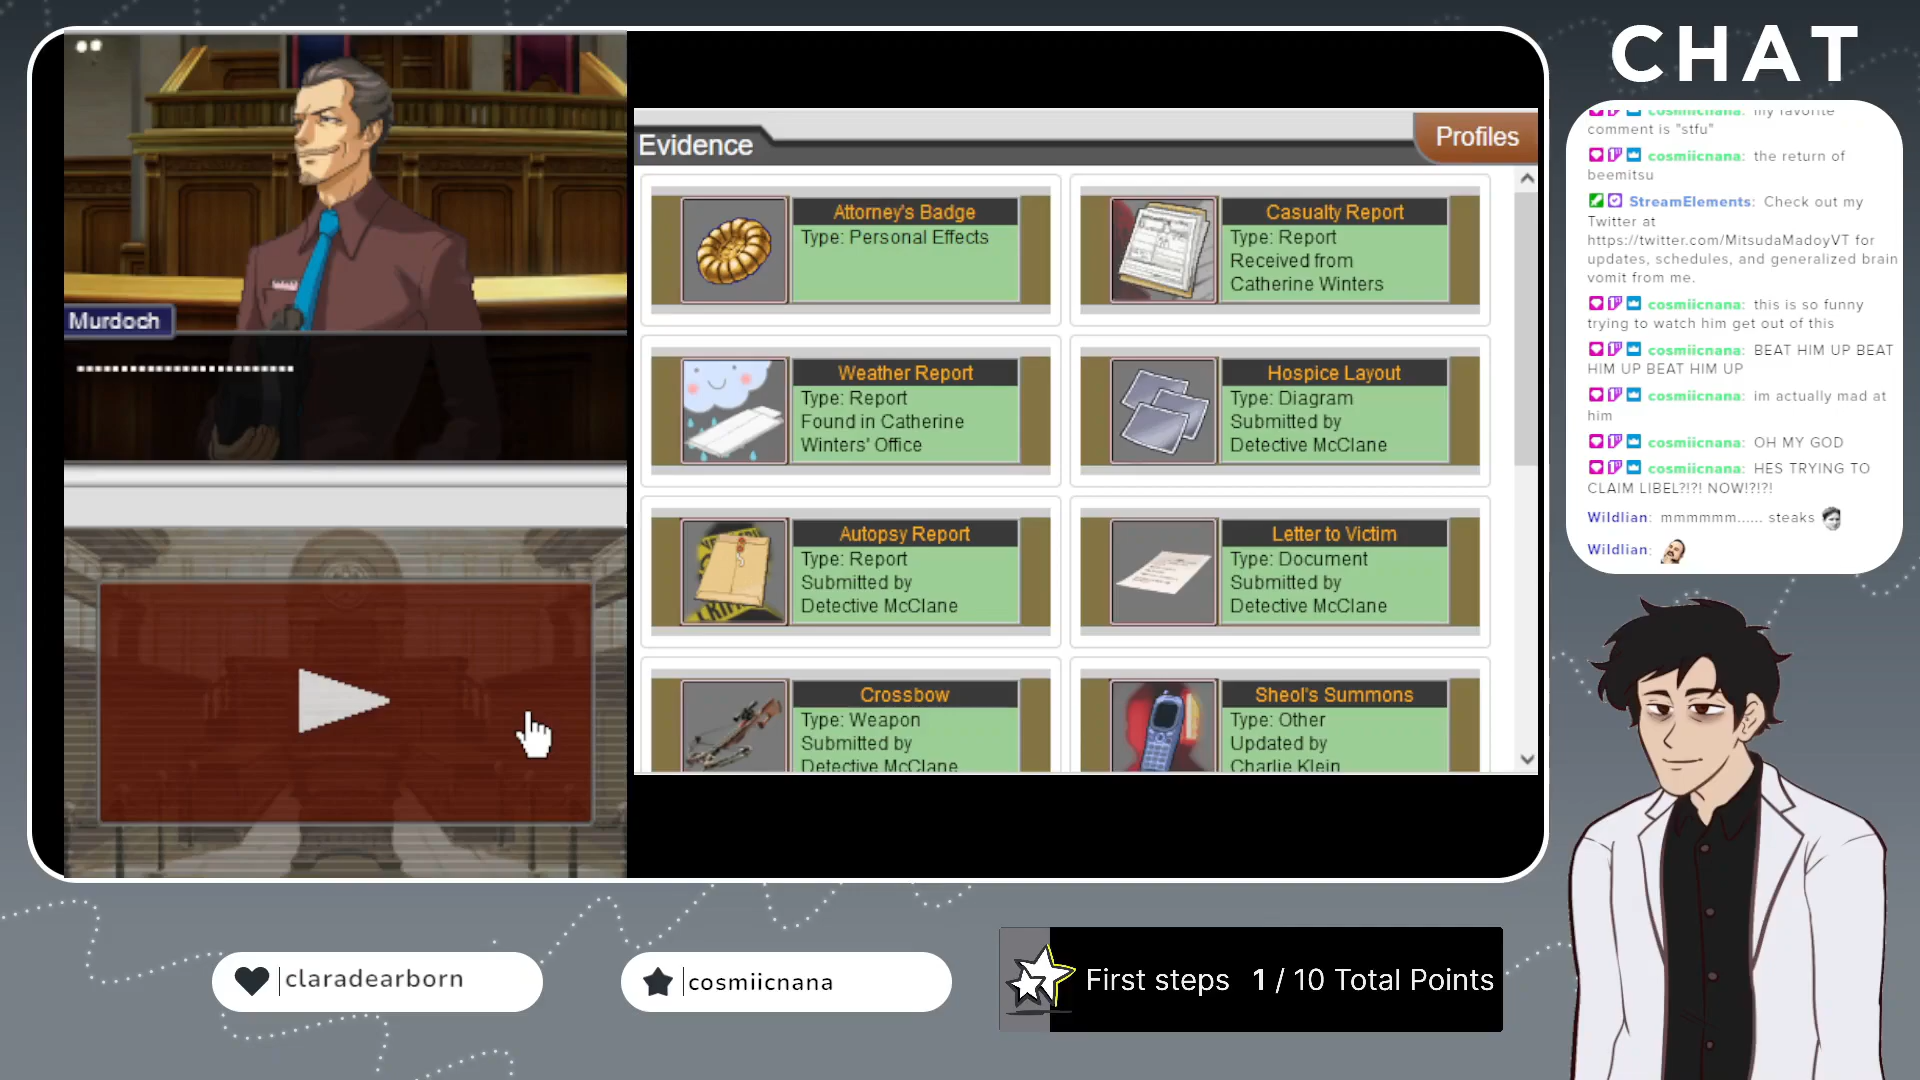 CHAT
cosmiicnana: my favorite
comment is "stfu"
cosmiicnana: the return of
beemitsu
StreamElements: Check out my
Twitter at
https://twitter.com/MitsudaMadoyVT for
updates, schedules, and generalized brain
vomit from me.
cosmiicnana: this is so funny
trying to watch him get out of this
cosmiicnana: BEAT HIM UP BEAT
HIM UP BEAT HIM UP
cosmiicnana: im actually mad at
him
cosmiicnana: OH MY GOD
cosmiicnana: HES TRYING TO
CLAIM LIBEL?!?! NOW!?!?!
Wildlian: mmmmmm...... steaks
Wildlian:
Evidence
Profiles
Attorney's Badge
Type: Personal Effects
Casualty Report
Type: Report
Received from
Catherine Winters
Weather Report
Type: Report
Found in Catherine
Winters' Office
Hospice Layout
Type: Diagram
Submitted by
Detective McClane
Autopsy Report
Type: Report
Submitted by
Detective McClane
Letter to Victim
Type: Document
Submitted by
Detective McClane
Crossbow
Type: Weapon
Submitted by
Detective McClane
Sheol's Summons
Type: Other
Updated by
Charlie Klein
Murdoch
.........................
claradearborn
cosmiicnana
First steps 1 / 10 Total Points